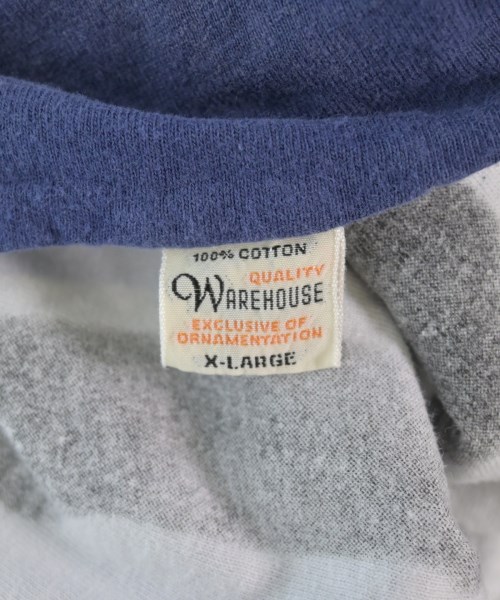 100% COTTON
QUALITY
WAREHOUSE
EXCLUSIVE OF
ORNAMENTATION
X-LARGE